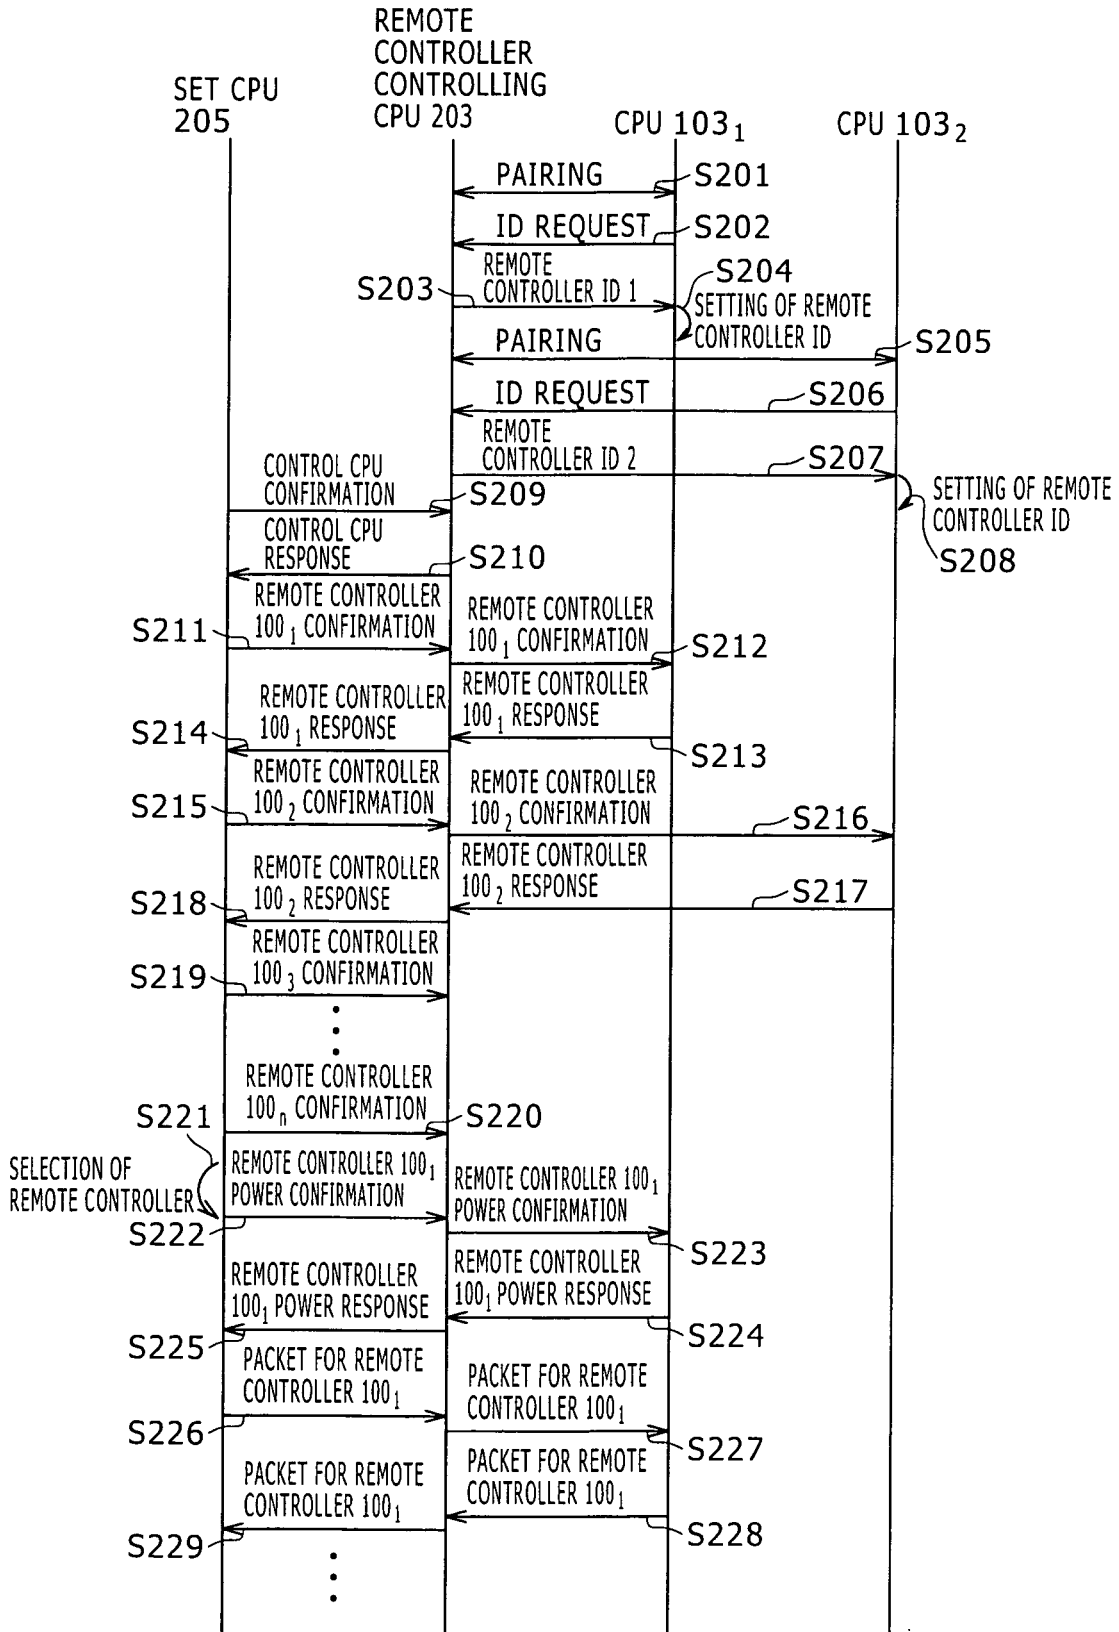 REMOTE
CONTROLLER
CONTROLLING
CPU 203
SET CPU
205
CPU 103₁
CPU 103₂
PAIRING
S201
ID REQUEST
S202
S203
REMOTE
CONTROLLER ID 1
S204
SETTING OF REMOTE
CONTROLLER ID
PAIRING
S205
ID REQUEST
S206
REMOTE
CONTROLLER ID 2
S207
SETTING OF REMOTE
CONTROLLER ID
S208
CONTROL CPU
CONFIRMATION
S209
CONTROL CPU
RESPONSE
S210
S211
REMOTE CONTROLLER
100₁ CONFIRMATION
REMOTE CONTROLLER
100₁ CONFIRMATION
S212
REMOTE CONTROLLER
100₁ RESPONSE
S213
S214
REMOTE CONTROLLER
100₁ RESPONSE
S215
REMOTE CONTROLLER
100₂ CONFIRMATION
REMOTE CONTROLLER
100₂ CONFIRMATION
S216
REMOTE CONTROLLER
100₂ RESPONSE
S217
S218
REMOTE CONTROLLER
100₂ RESPONSE
S219
REMOTE CONTROLLER
100₃ CONFIRMATION
REMOTE CONTROLLER
100ₙ CONFIRMATION
S220
S221
SELECTION OF
REMOTE CONTROLLER
REMOTE CONTROLLER 100₁
POWER CONFIRMATION
S222
REMOTE CONTROLLER 100₁
POWER CONFIRMATION
S223
REMOTE CONTROLLER
100₁ POWER RESPONSE
S224
REMOTE CONTROLLER
100₁ POWER RESPONSE
S225
PACKET FOR REMOTE
CONTROLLER 100₁
S226
PACKET FOR REMOTE
CONTROLLER 100₁
S227
PACKET FOR REMOTE
CONTROLLER 100₁
S228
PACKET FOR REMOTE
CONTROLLER 100₁
S229